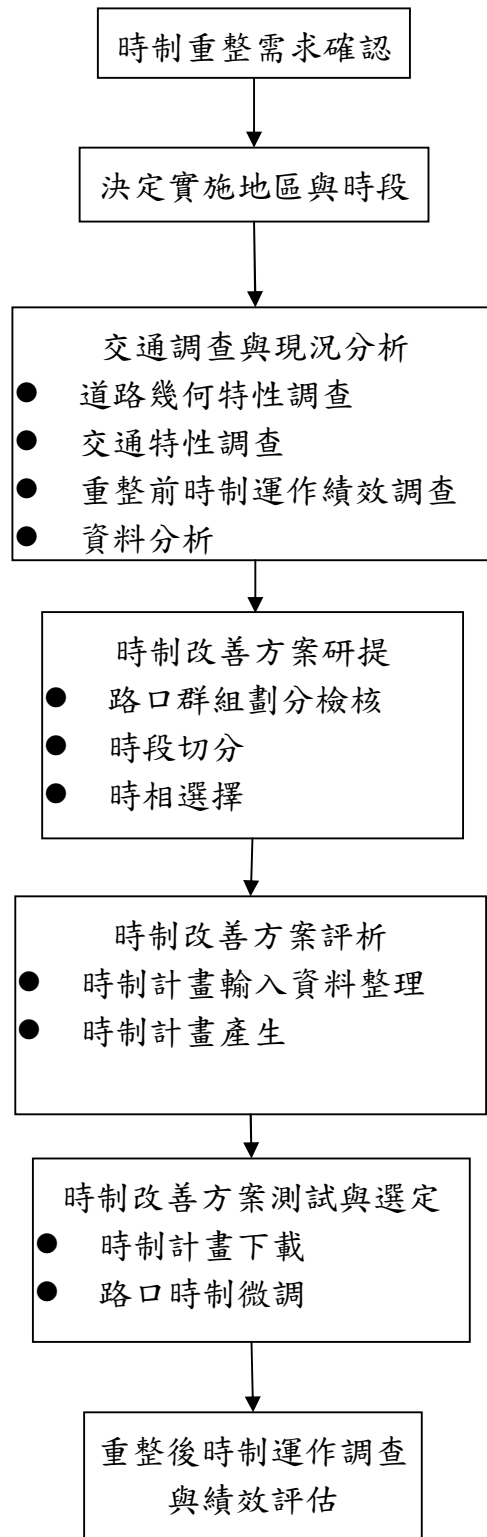 時制重整需求確認
決定實施地區與時段
交通調查與現況分析
● 道路幾何特性調查
● 交通特性調查
● 重整前時制運作績效調查
● 資料分析
時制改善方案研提
● 路口群組劃分檢核
● 時段切分
● 時相選擇
時制改善方案評析
● 時制計畫輸入資料整理
● 時制計畫產生
時制改善方案測試與選定
● 時制計畫下載
● 路口時制微調
重整後時制運作調查
與績效評估